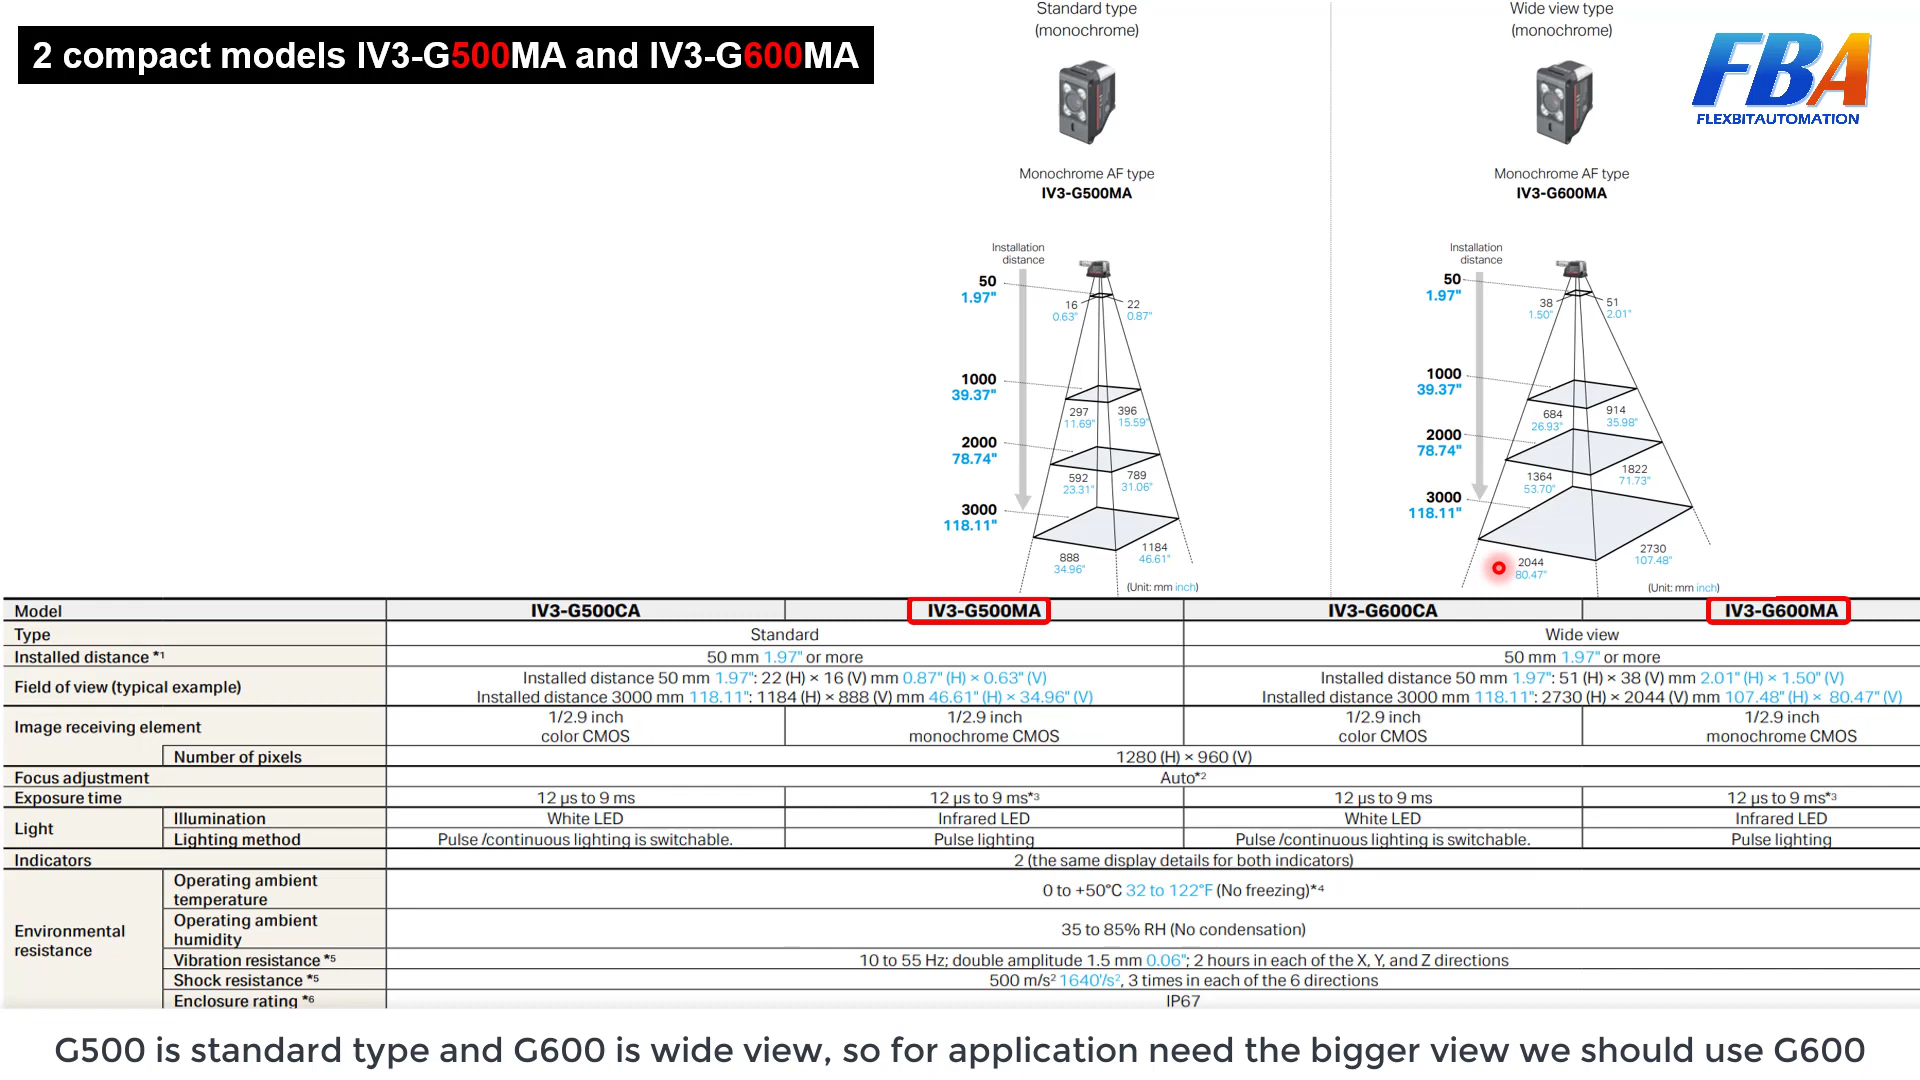 2 compact models IV3-G500MA and IV3-G600MA
Standard type
(monochrome)
Wide view type
(monochrome)
FBA
FLEXBITAUTOMATION
Monochrome AF type
IV3-G500MA
Monochrome AF type
IV3-G600MA
Installation
distance
50
1.97"
16
0.63"
22
0.87"
1000
39.37"
297
11.69"
396
15.59"
2000
78.74"
592
23.31"
789
31.06"
3000
118.11"
888
34.96"
1184
46.61"
(Unit: mm inch)
Installation
distance
50
1.97"
38
1.50"
51
2.01"
1000
39.37"
684
26.93"
914
35.98"
2000
78.74"
1364
53.70"
1822
71.73"
3000
118.11"
2044
80.47"
2730
107.48"
(Unit: mm inch)
Model IV3-G500CA IV3-G500MA IV3-G600CA IV3-G600MA
Type Standard Wide view
Installed distance *1 50 mm 1.97" or more 50 mm 1.97" or more
Field of view (typical example)
Installed distance 50 mm 1.97": 22 (H) × 16 (V) mm 0.87" (H) × 0.63" (V)
Installed distance 3000 mm 118.11": 1184 (H) × 888 (V) mm 46.61" (H) × 34.96" (V)
Installed distance 50 mm 1.97": 51 (H) × 38 (V) mm 2.01" (H) × 1.50" (V)
Installed distance 3000 mm 118.11": 2730 (H) × 2044 (V) mm 107.48" (H) × 80.47" (V)
Image receiving element
1/2.9 inch
color CMOS
1/2.9 inch
monochrome CMOS
1/2.9 inch
color CMOS
1/2.9 inch
monochrome CMOS
Number of pixels 1280 (H) × 960 (V)
Focus adjustment Auto*2
Exposure time 12 µs to 9 ms 12 µs to 9 ms*3 12 µs to 9 ms 12 µs to 9 ms*3
Light
Illumination White LED Infrared LED White LED Infrared LED
Lighting method Pulse /continuous lighting is switchable. Pulse lighting Pulse /continuous lighting is switchable. Pulse lighting
Indicators 2 (the same display details for both indicators)
Environmental
resistance
Operating ambient
temperature
0 to +50°C 32 to 122°F (No freezing)*4
Operating ambient
humidity
35 to 85% RH (No condensation)
Vibration resistance *5 10 to 55 Hz; double amplitude 1.5 mm 0.06"; 2 hours in each of the X, Y, and Z directions
Shock resistance *5 500 m/s² 1640'/s², 3 times in each of the 6 directions
Enclosure rating *6 IP67
G500 is standard type and G600 is wide view, so for application need the bigger view we should use G600